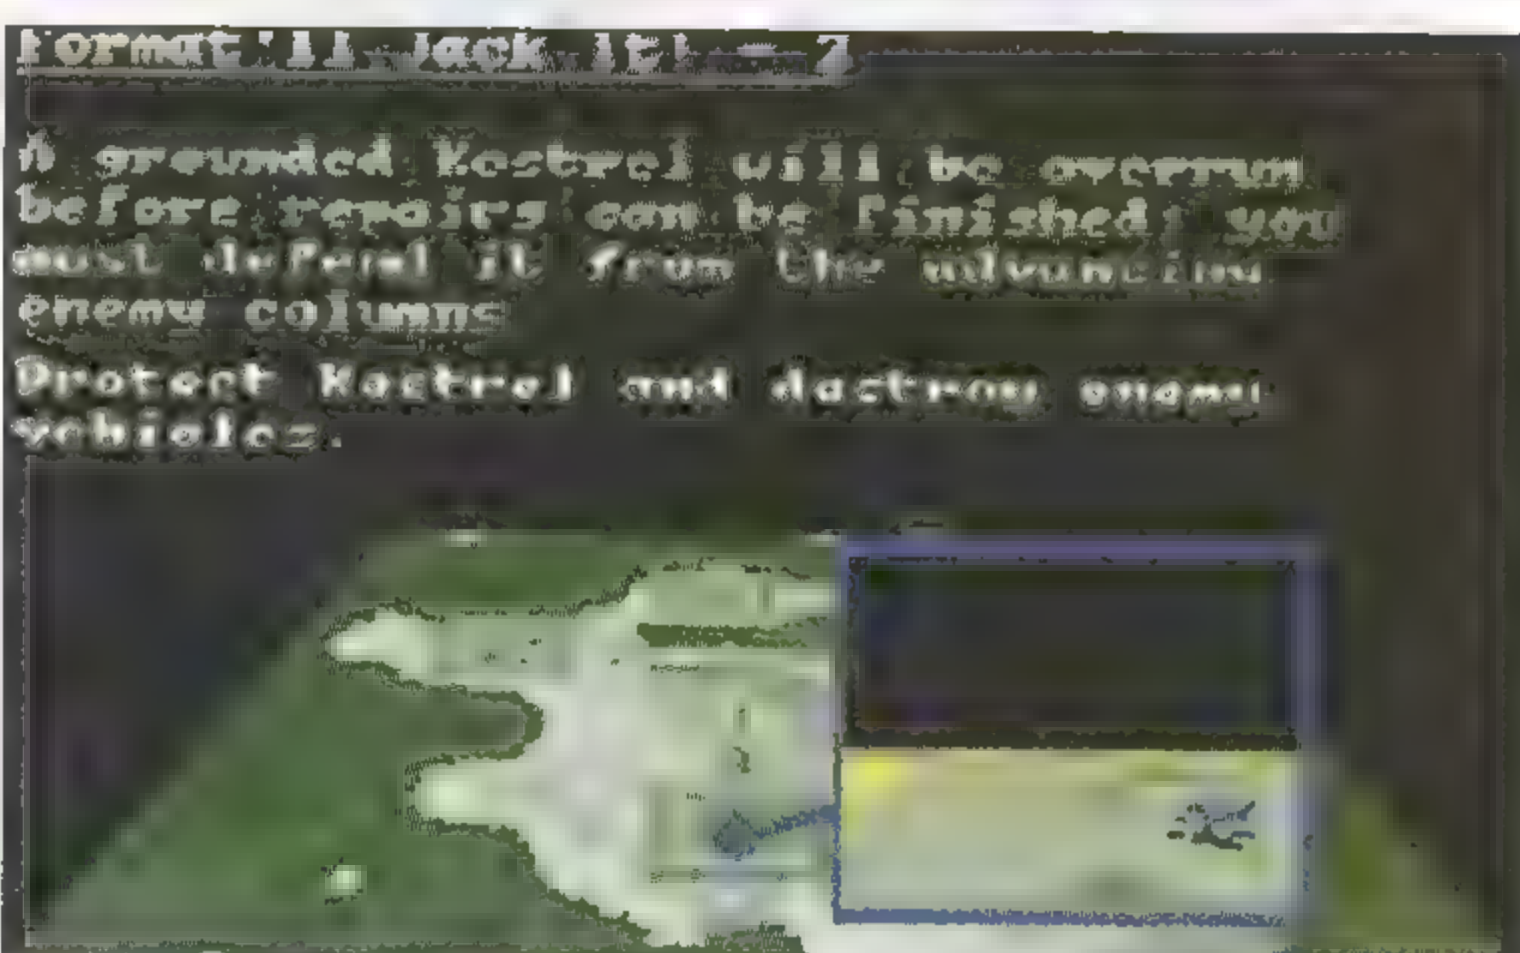 A grounded Kestrel will be overrun
before repairs can be finished, you
must defend it from the advancing
enemy columns
Protect Kestrel and destroy enemy
vehicles.